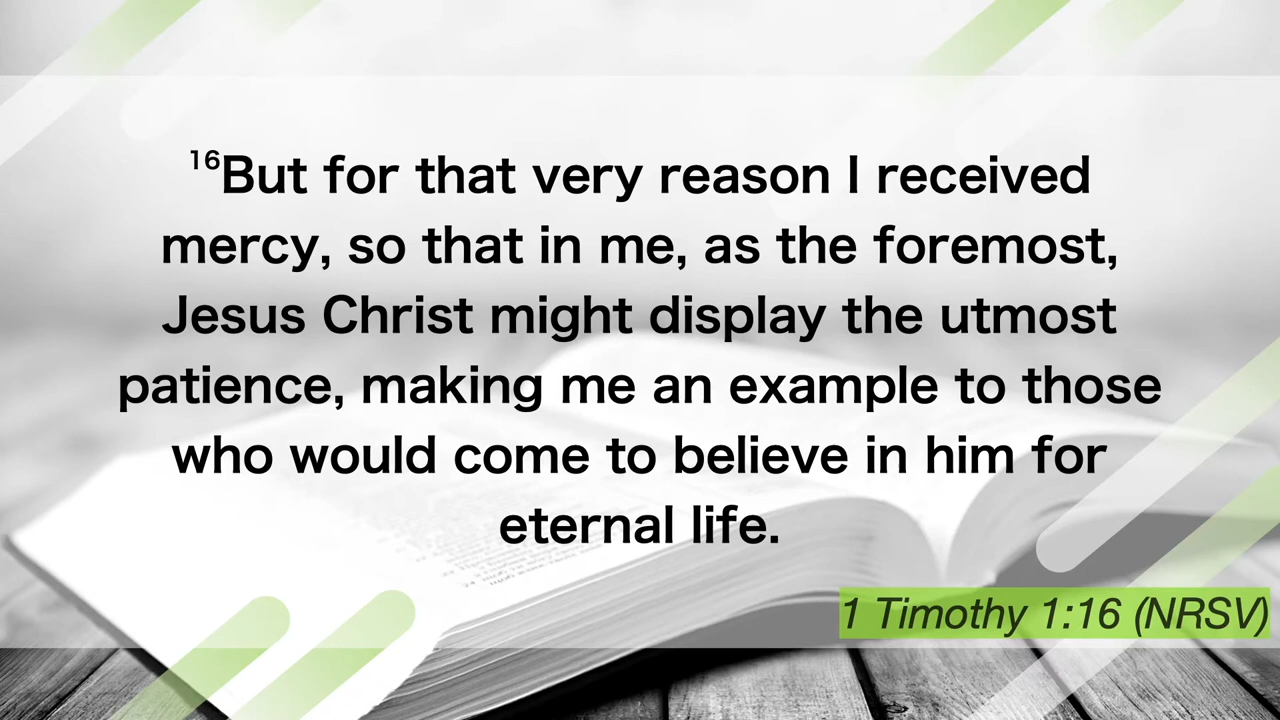 ¹⁶But for that very reason I received
mercy, so that in me, as the foremost,
Jesus Christ might display the utmost
patience, making me an example to those
who would come to believe in him for
eternal life.
1 Timothy 1:16 (NRSV)